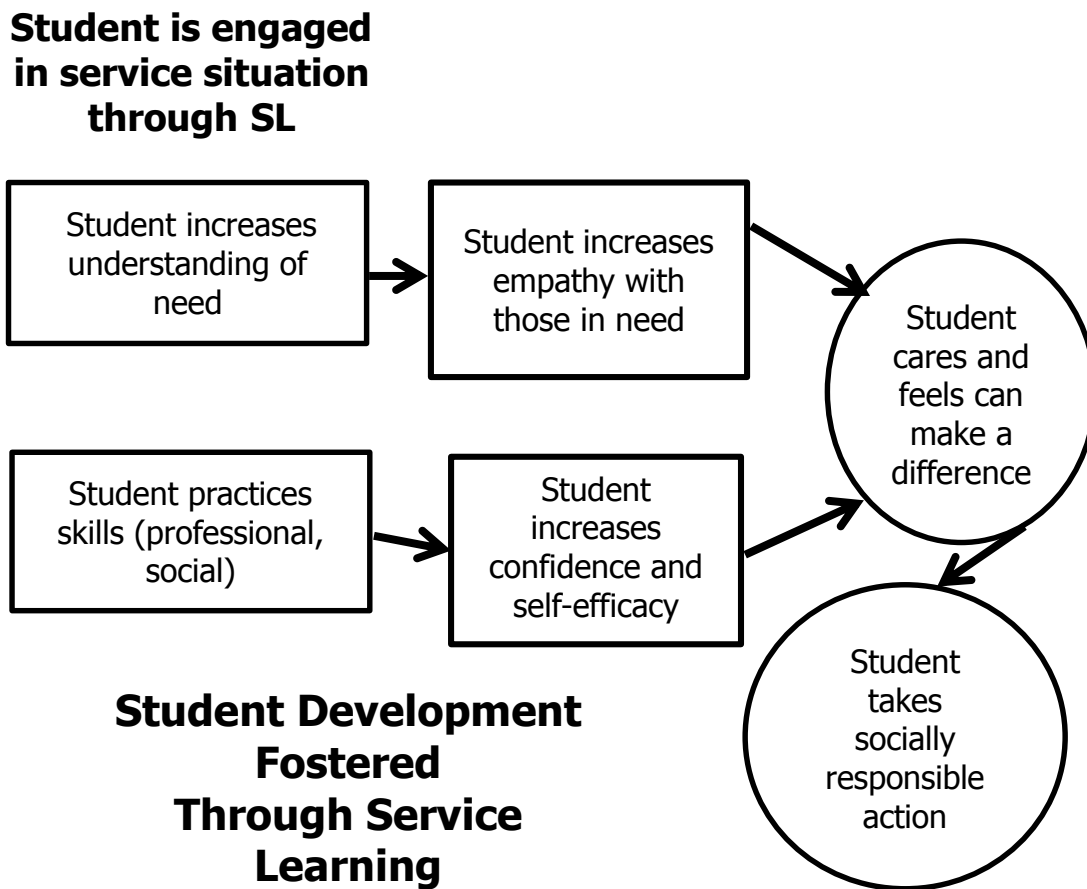 Student is engaged
in service situation
through SL
Student increases
understanding of
need
Student increases
empathy with
those in need
Student
cares and
feels can
make a
difference
Student practices
skills (professional,
social)
Student
increases
confidence and
self-efficacy
Student
takes
socially
responsible
action
Student Development
Fostered
Through Service
Learning